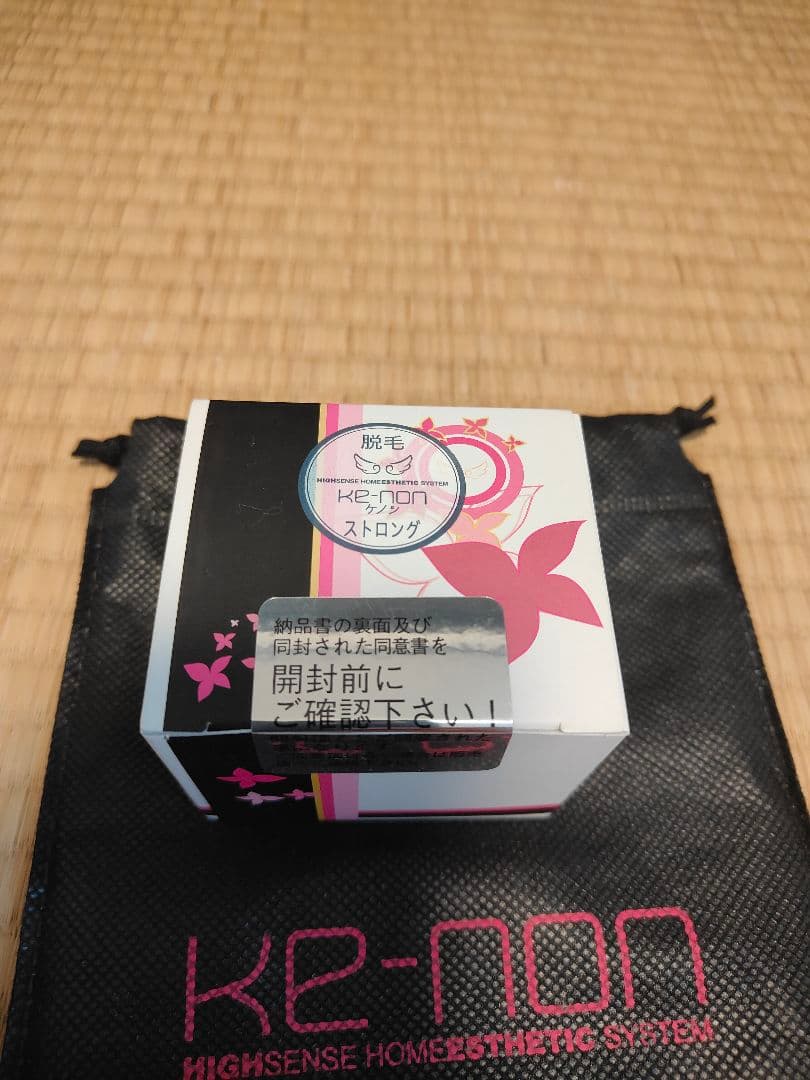 脱毛
HIGHSENSE HOMEESTHETIC SYSTEM
Ke-non
ケノン
ストロング
納品書の裏面及び
同封された同意書を
開封前に
ご確認下さい！
Ke-non
HIGHSENSE HOMEESTHETIC SYSTEM